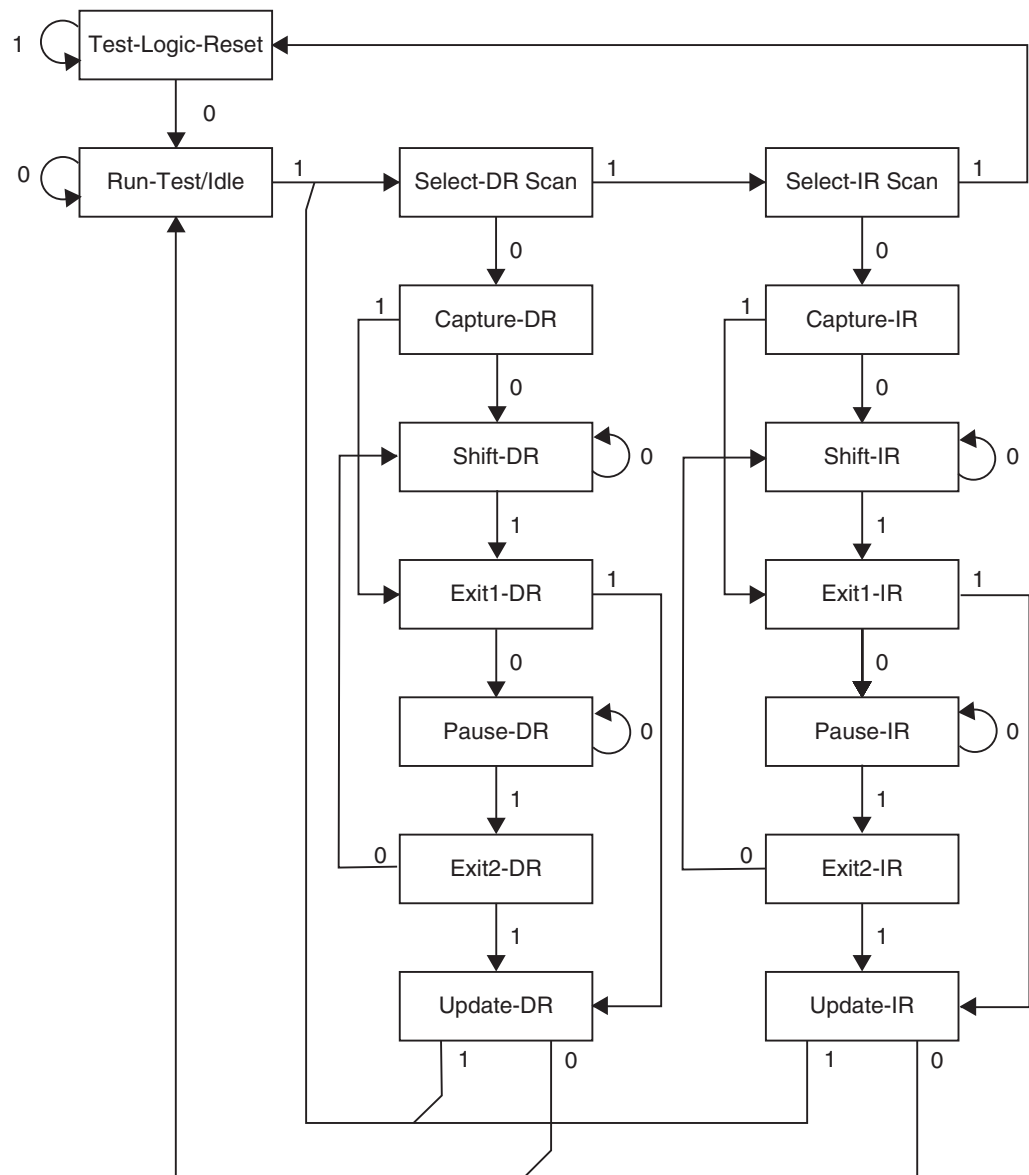 1 Test-Logic-Reset
0
0 Run-Test/Idle 1 Select-DR Scan 1 Select-IR Scan 1
0 0
1 Capture-DR 1 Capture-IR
0 0
Shift-DR 0 Shift-IR 0
1 1
Exit1-DR 1 Exit1-IR 1
0 0
Pause-DR 0 Pause-IR 0
1 1
0 Exit2-DR 0 Exit2-IR
1 1
Update-DR Update-IR
1 0 1 0